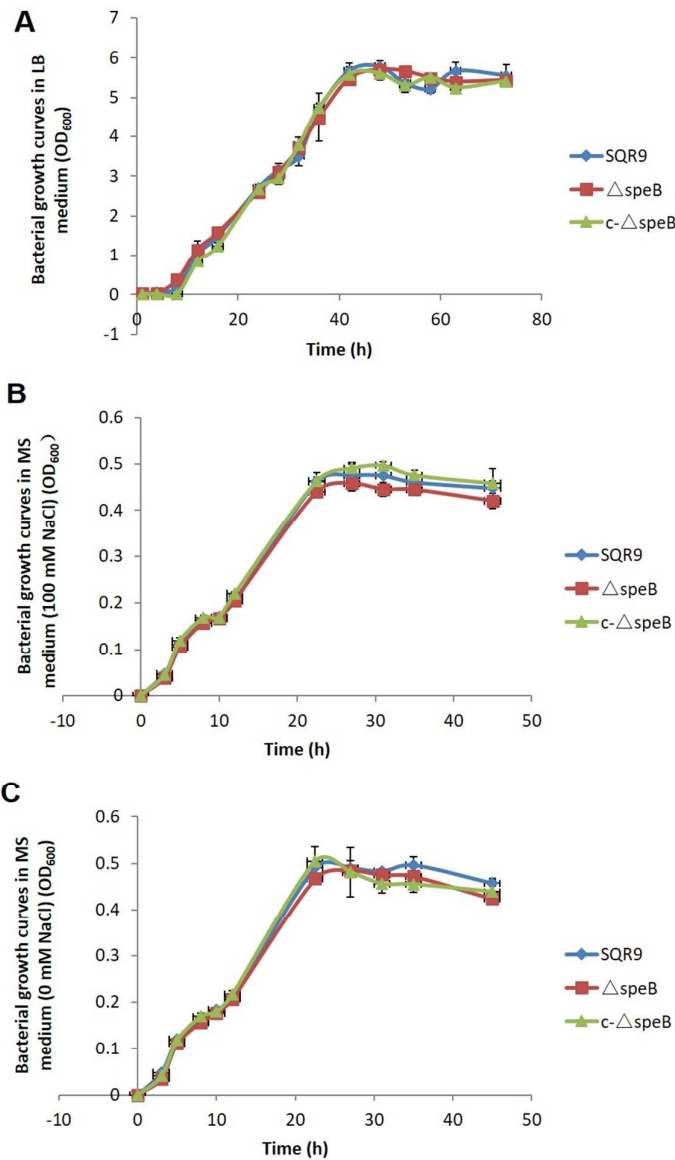 A
Bacterial growth curves in LB
medium (OD600)
7
6
5
4
3
2
1
0
-1
20
40
60
80
Time (h)
SQR9
△speB
c-△speB
B
Bacterial growth curves in MS
medium (100 mM NaCl) (OD600)
0.6
0.5
0.4
0.3
0.2
0.1
0
-10
0
10
20
30
40
50
Time (h)
SQR9
△speB
c-△speB
C
Bacterial growth curves in MS
medium (0 mM NaCl) (OD600)
0.6
0.5
0.4
0.3
0.2
0.1
0
-10
0
10
20
30
40
50
Time (h)
SQR9
△speB
c-△speB